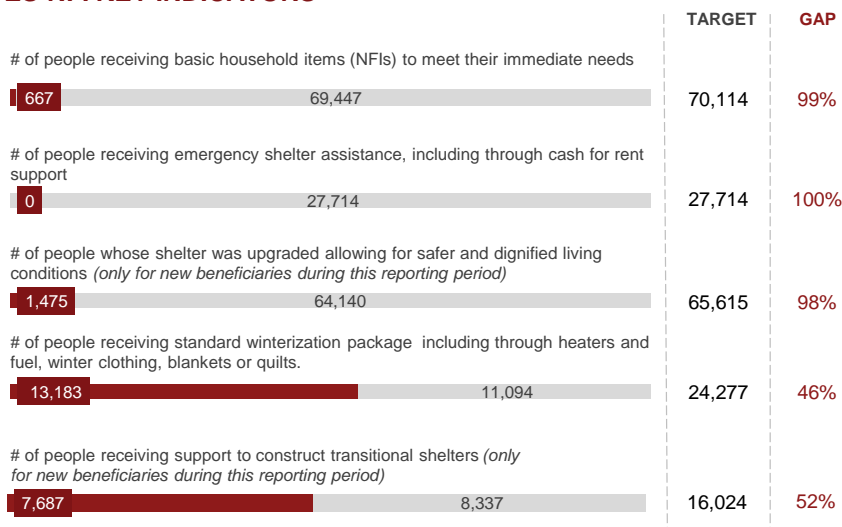 TARGET GAP
# of people receiving basic household items (NFIs) to meet their immediate needs
667 69,447 70,114 99%
# of people receiving emergency shelter assistance, including through cash for rent
support
0 27,714 27,714 100%
# of people whose shelter was upgraded allowing for safer and dignified living
conditions (only for new beneficiaries during this reporting period)
1,475 64,140 65,615 98%
# of people receiving standard winterization package including through heaters and
fuel, winter clothing, blankets or quilts.
13,183 11,094 24,277 46%
# of people receiving support to construct transitional shelters (only
for new beneficiaries during this reporting period)
7,687 8,337 16,024 52%